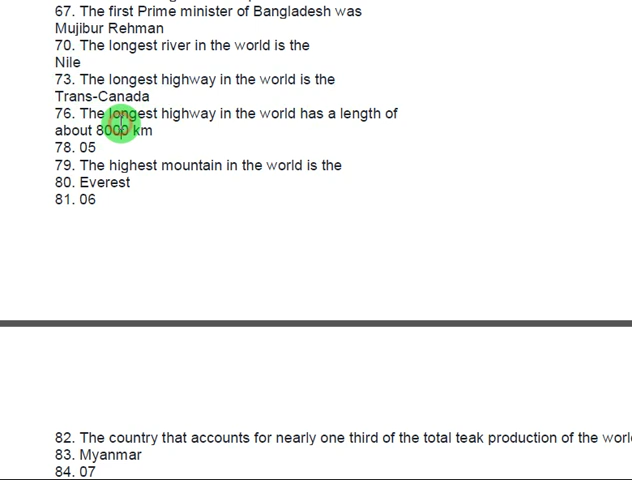 67. The first Prime minister of Bangladesh was
Mujibur Rehman
70. The longest river in the world is the
Nile
73. The longest highway in the world is the
Trans-Canada
76. The longest highway in the world has a length of
about 8000 km
78. 05
79. The highest mountain in the world is the
80. Everest
81. 06
82. The country that accounts for nearly one third of the total teak production of the worl
83. Myanmar
84. 07